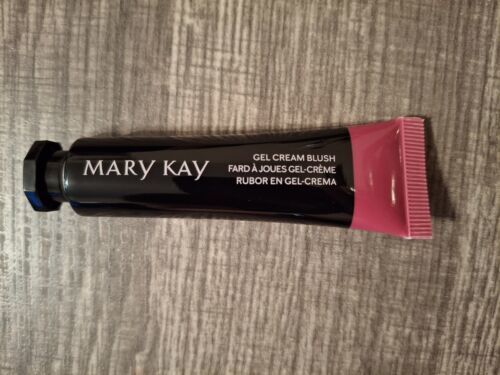 MARY KAY
GEL CREAM BLUSH
FARD À JOUES GEL-CRÈME
RUBOR EN GEL-CREMA